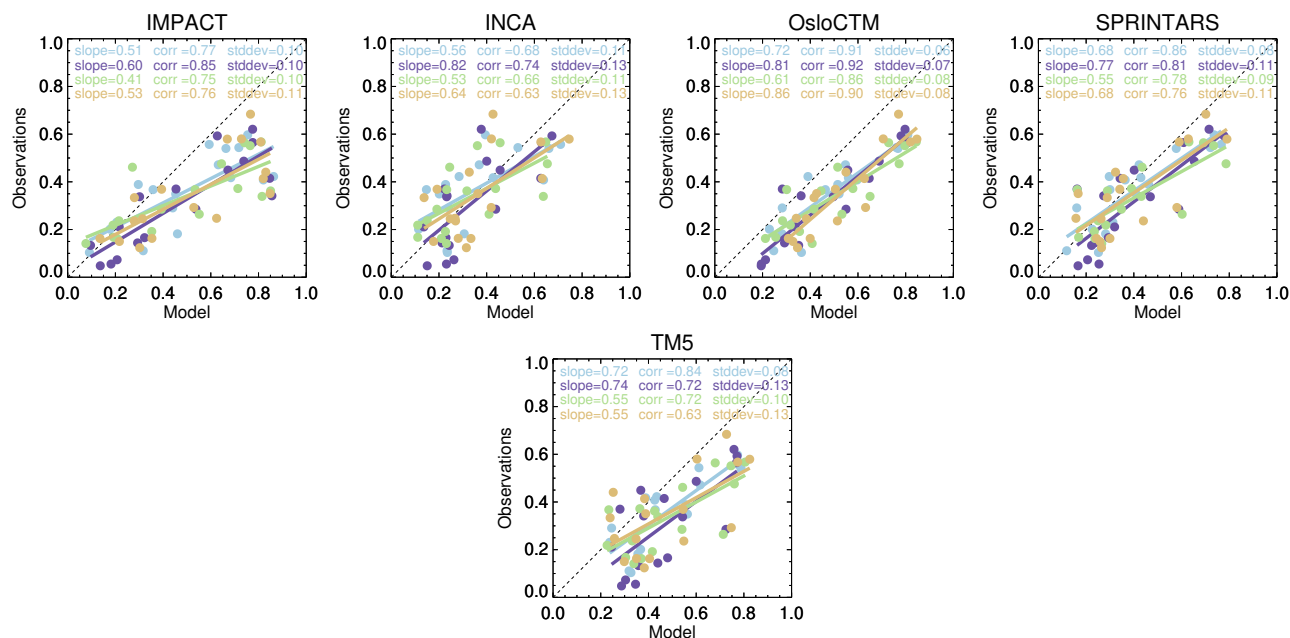 IMPACT
slope=0.51 corr =0.77 stddev=0.10
slope=0.60 corr =0.85 stddev=0.10
slope=0.41 corr =0.75 stddev=0.10
slope=0.53 corr =0.76 stddev=0.11
1.0
0.8
0.6
0.4
0.2
0.0
Observations
0.0 0.2 0.4 0.6 0.8 1.0
Model
INCA
slope=0.56 corr =0.68 stddev=0.11
slope=0.82 corr =0.74 stddev=0.13
slope=0.53 corr =0.66 stddev=0.11
slope=0.64 corr =0.63 stddev=0.13
1.0
0.8
0.6
0.4
0.2
0.0
Observations
0.0 0.2 0.4 0.6 0.8 1.0
Model
OsloCTM
slope=0.72 corr =0.91 stddev=0.06
slope=0.81 corr =0.92 stddev=0.07
slope=0.61 corr =0.86 stddev=0.08
slope=0.86 corr =0.90 stddev=0.08
1.0
0.8
0.6
0.4
0.2
0.0
Observations
0.0 0.2 0.4 0.6 0.8 1.0
Model
SPRINTARS
slope=0.68 corr =0.86 stddev=0.08
slope=0.77 corr =0.81 stddev=0.11
slope=0.55 corr =0.78 stddev=0.09
slope=0.68 corr =0.76 stddev=0.11
1.0
0.8
0.6
0.4
0.2
0.0
Observations
0.0 0.2 0.4 0.6 0.8 1.0
Model
TM5
slope=0.72 corr =0.84 stddev=0.08
slope=0.74 corr =0.72 stddev=0.13
slope=0.55 corr =0.72 stddev=0.10
slope=0.55 corr =0.63 stddev=0.13
1.0
0.8
0.6
0.4
0.2
0.0
Observations
0.0 0.2 0.4 0.6 0.8 1.0
Model